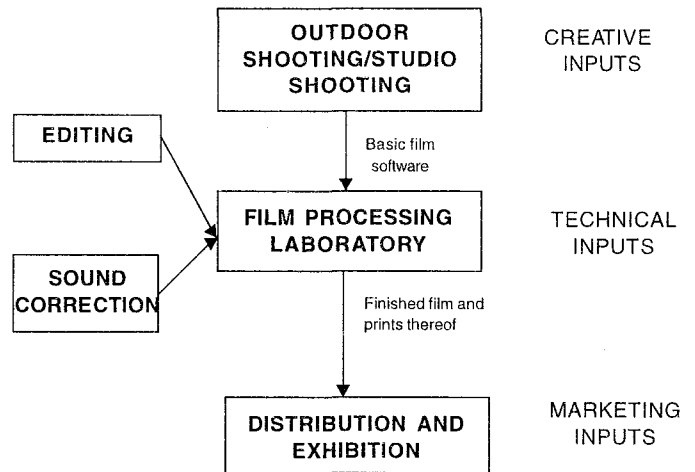 OUTDOOR
SHOOTING/STUDIO
SHOOTING
CREATIVE
INPUTS
EDITING
Basic film
software
FILM PROCESSING
LABORATORY
TECHNICAL
INPUTS
SOUND
CORRECTION
Finished film and
prints thereof
DISTRIBUTION AND
EXHIBITION
MARKETING
INPUTS